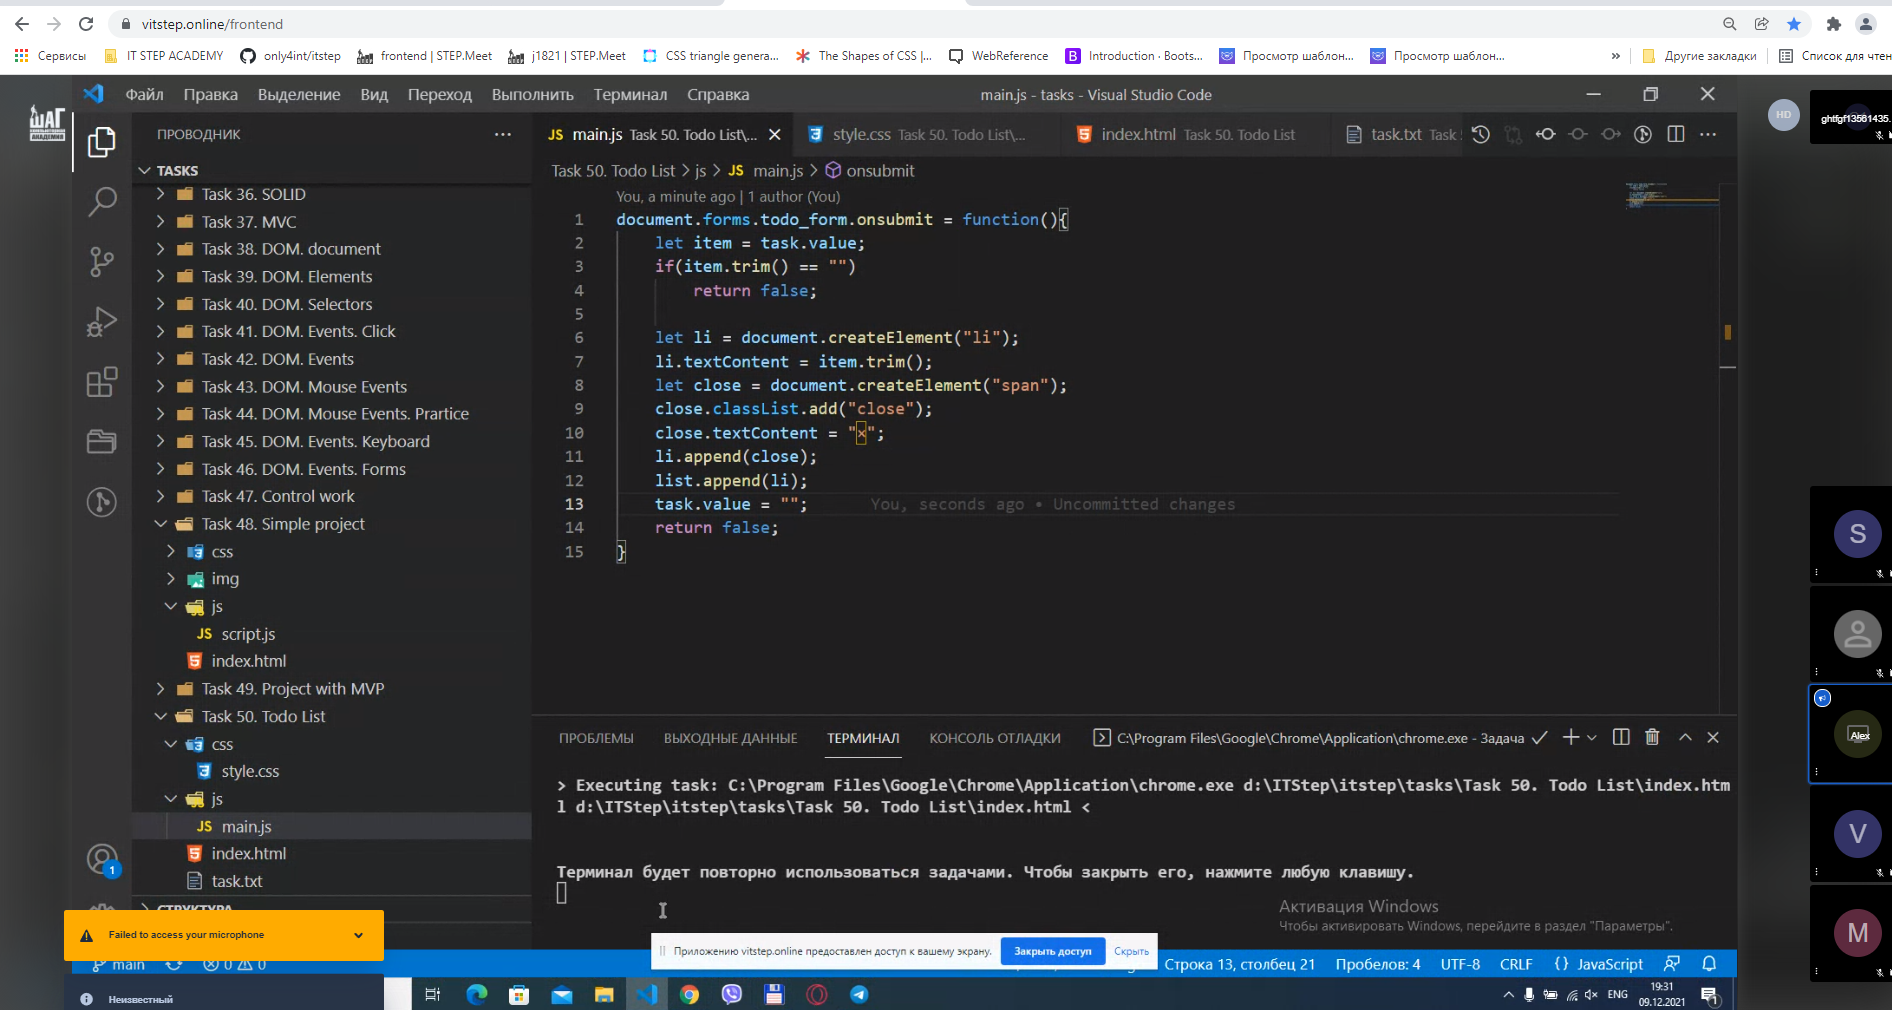 vitstep.online/frontend
Сервисы
IT STEP ACADEMY
only4int/itstep
frontend | STEP.Meet
j1821 | STEP.Meet
CSS triangle genera...
The Shapes of CSS |...
WebReference
Introduction · Boots...
Просмотр шаблон...
Просмотр шаблон...
»
Другие закладки
Список для чтен
ШАГ
Файл Правка Выделение Вид Переход Выполнить Терминал Справка
main.js - tasks - Visual Studio Code
HD
ghtfgf13561435.
ПРОВОДНИК
TASKS
Task 36. SOLID
Task 37. MVC
Task 38. DOM. document
Task 39. DOM. Elements
Task 40. DOM. Selectors
Task 41. DOM. Events. Click
Task 42. DOM. Events
Task 43. DOM. Mouse Events
Task 44. DOM. Mouse Events. Prartice
Task 45. DOM. Events. Keyboard
Task 46. DOM. Events. Forms
Task 47. Control work
Task 48. Simple project
css
img
js
JS script.js
index.html
Task 49. Project with MVP
Task 50. Todo List
css
style.css
js
JS main.js
index.html
task.txt
СТРУКТУРА
JS main.js Task 50. Todo List\...
style.css Task 50. Todo List\...
index.html Task 50. Todo List
task.txt Task
Task 50. Todo List > js > JS main.js > onsubmit
You, a minute ago | 1 author (You)
1 document.forms.todo_form.onsubmit = function(){
2 let item = task.value;
3 if(item.trim() == "")
4 return false;
5
6 let li = document.createElement("li");
7 li.textContent = item.trim();
8 let close = document.createElement("span");
9 close.classList.add("close");
10 close.textContent = "×";
11 li.append(close);
12 list.append(li);
13 task.value = ""; You, seconds ago • Uncommitted changes
14 return false;
15 }
ПРОБЛЕМЫ ВЫХОДНЫЕ ДАННЫЕ ТЕРМИНАЛ КОНСОЛЬ ОТЛАДКИ
C:\Program Files\Google\Chrome\Application\chrome.exe - Задача
> Executing task: C:\Program Files\Google\Chrome\Application\chrome.exe d:\ITStep\itstep\tasks\Task 50. Todo List\index.htm
l d:\ITStep\itstep\tasks\Task 50. Todo List\index.html <
Терминал будет повторно использоваться задачами. Чтобы закрыть его, нажмите любую клавишу.
Активация Windows
Чтобы активировать Windows, перейдите в раздел "Параметры".
S
Alex
V
M
1
Failed to access your microphone
Неизвестный
Приложению vitstep.online предоставлен доступ к вашему экрану.
Закрыть доступ
Скрыть
main
0 0
Строка 13, столбец 21
Пробелов: 4
UTF-8
CRLF
{} JavaScript
ENG
19:31
09.12.2021
1